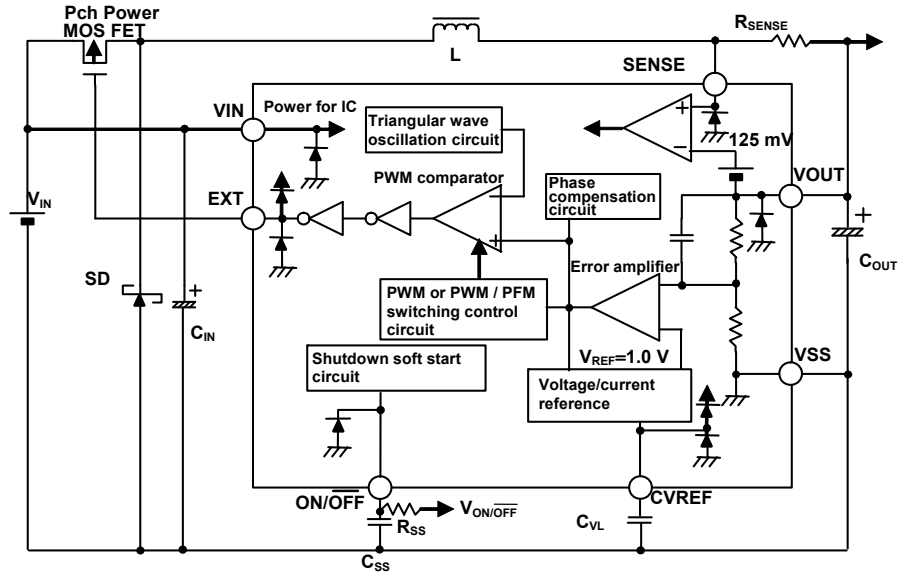 Pch Power
MOS FET
L
RSENSE
SENSE
VIN
Power for IC
Triangular wave
oscillation circuit
125 mV
+
−
PWM comparator
Phase
compensation
circuit
VOUT
VIN
EXT
+
+
COUT
Error amplifier
SD
+
CIN
PWM or PWM / PFM
switching control
circuit
VREF=1.0 V
VSS
Shutdown soft start
circuit
Voltage/current
reference
ON/OFF
CVREF
VON/OFF
RSS
CVL
CSS